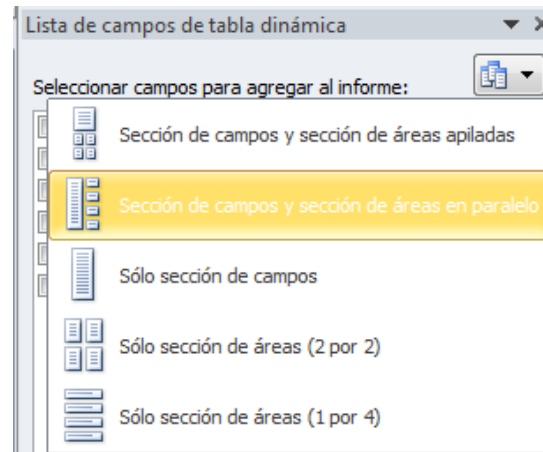 Lista de campos de tabla dinámica
Seleccionar campos para agregar al informe:
Sección de campos y sección de áreas apiladas
Sección de campos y sección de áreas en paralelo
Sólo sección de campos
Sólo sección de áreas (2 por 2)
Sólo sección de áreas (1 por 4)